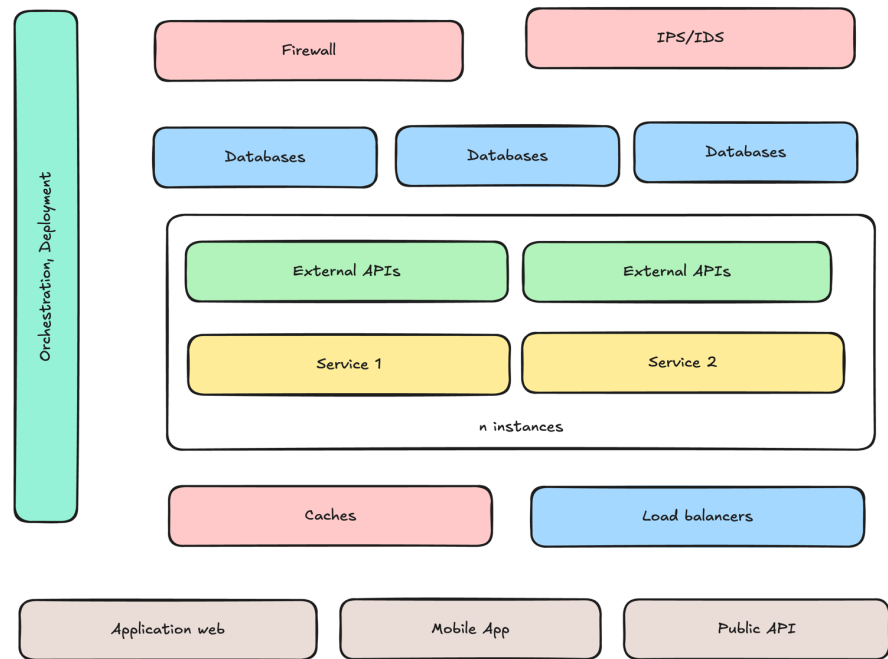 Orchestration, Deployment
Firewall
IPS/IDS
Databases
Databases
Databases
External APIs
External APIs
Service 1
Service 2
n instances
Caches
Load balancers
Application web
Mobile App
Public API